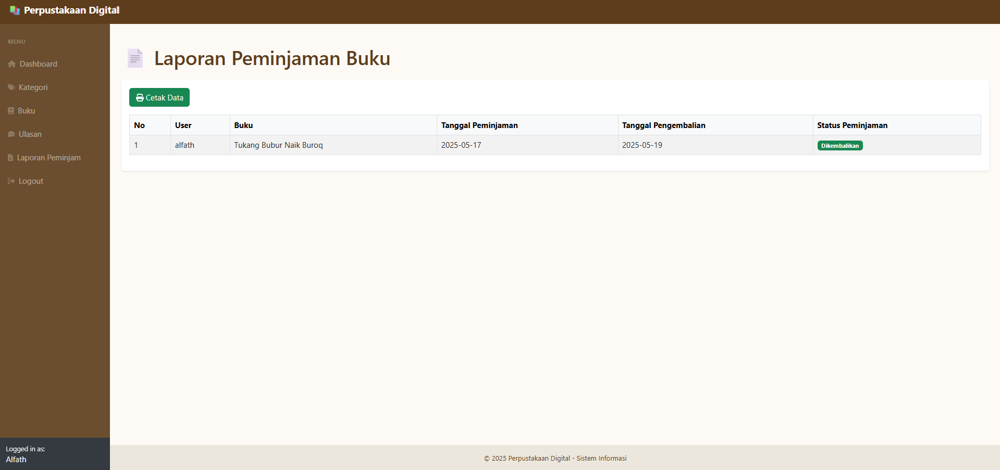 Perpustakaan Digital
MENU
Dashboard
Kategori
Buku
Ulasan
Laporan Peminjam
Logout
Logged in as:
Alfath
Laporan Peminjaman Buku
Cetak Data
No User Buku Tanggal Peminjaman Tanggal Pengembalian Status Peminjaman
1 alfath Tukang Bubur Naik Buroq 2025-05-17 2025-05-19 Dikembalikan
© 2025 Perpustakaan Digital - Sistem Informasi